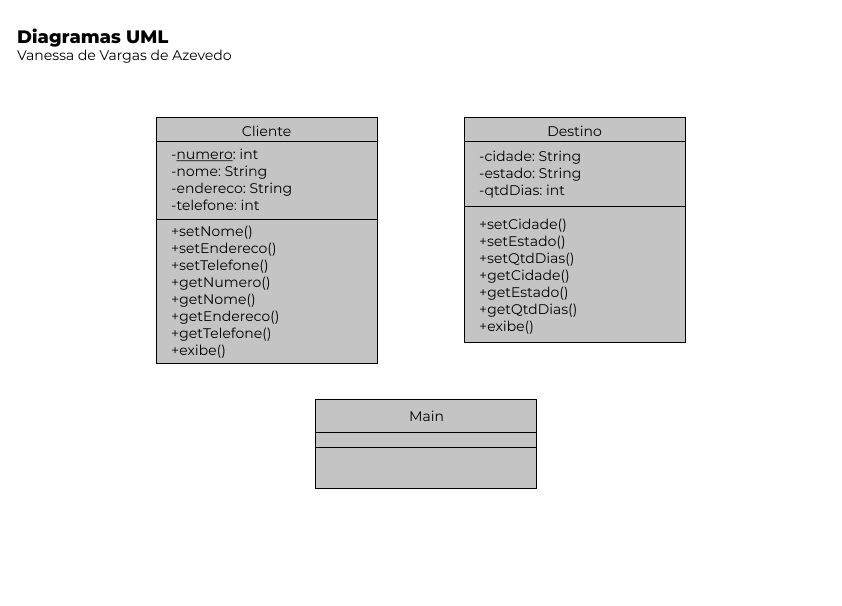 Diagramas UML
Vanessa de Vargas de Azevedo
Cliente
-numero: int
-nome: String
-endereco: String
-telefone: int
+setNome()
+setEndereco()
+setTelefone()
+getNumero()
+getNome()
+getEndereco()
+getTelefone()
+exibe()
Destino
-cidade: String
-estado: String
-qtdDias: int
+setCidade()
+setEstado()
+setQtdDias()
+getCidade()
+getEstado()
+getQtdDias()
+exibe()
Main